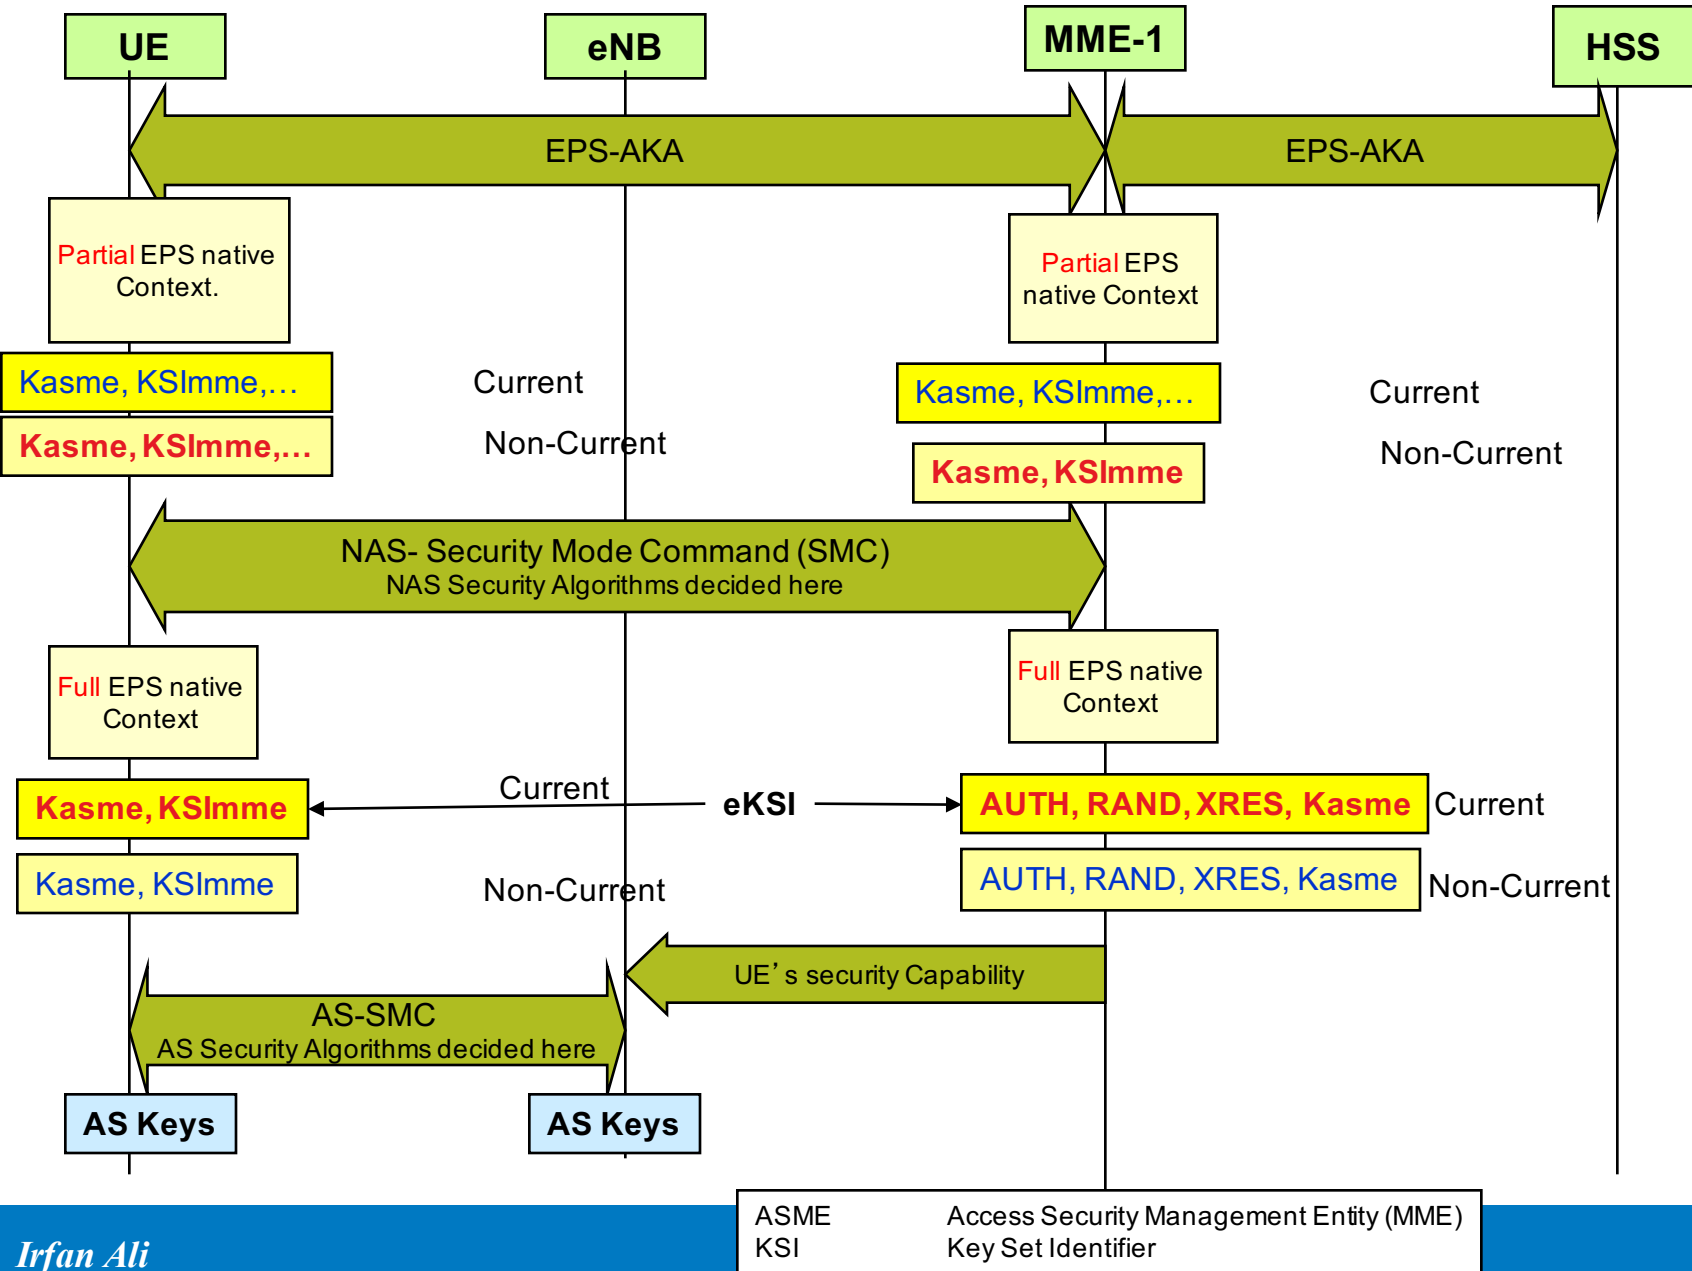 UE
eNB
MME-1
HSS
EPS-AKA
EPS-AKA
Partial EPS native
Context.
Partial EPS
native Context
Kasme, KSImme,…
Current
Kasme, KSImme,…
Current
Kasme, KSImme,…
Non-Current
Kasme, KSImme
Non-Current
NAS- Security Mode Command (SMC)
NAS Security Algorithms decided here
Full EPS native
Context
Full EPS native
Context
Kasme, KSImme
Current
eKSI
AUTH, RAND, XRES, Kasme
Current
Kasme, KSImme
Non-Current
AUTH, RAND, XRES, Kasme
Non-Current
UE’s security Capability
AS-SMC
AS Security Algorithms decided here
AS Keys
AS Keys
ASME Access Security Management Entity (MME)
KSI Key Set Identifier
Irfan Ali